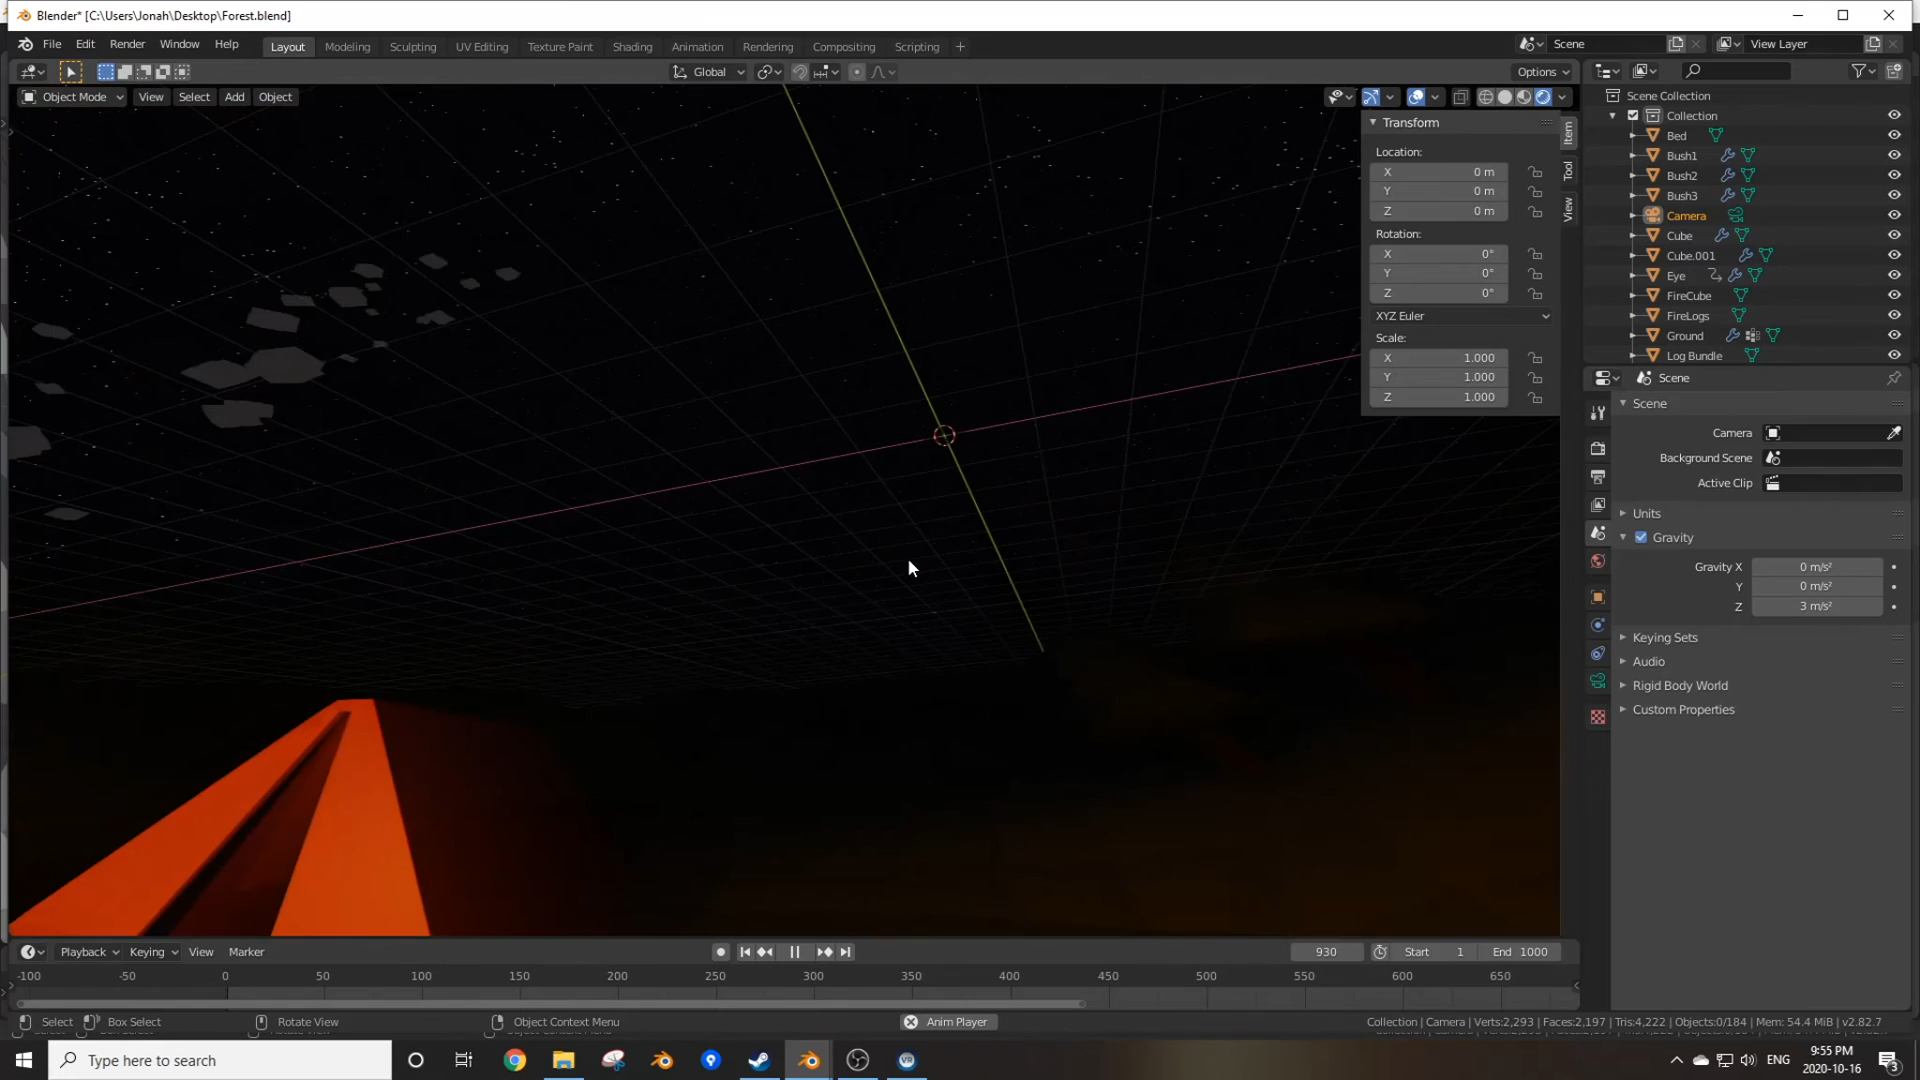 Blender* [C:\Users\Jonah\Desktop\Forest.blend]
File Edit Render Window Help Layout Modeling Sculpting UV Editing Texture Paint Shading Animation Rendering Compositing Scripting + Scene View Layer
Global Options
Object Mode View Select Add Object
Transform
Location:
X 0 m
Y 0 m
Z 0 m
Rotation:
X 0°
Y 0°
Z 0°
XYZ Euler
Scale:
X 1.000
Y 1.000
Z 1.000
Item
Tool
View
Scene Collection
Collection
Bed
Bush1
Bush2
Bush3
Camera
Cube
Cube.001
Eye
FireCube
FireLogs
Ground
Log Bundle
Scene
Scene
Camera
Background Scene
Active Clip
Units
Gravity
Gravity X 0 m/s²
Y 0 m/s²
Z 3 m/s²
Keying Sets
Audio
Rigid Body World
Custom Properties
Playback Keying View Marker 930 Start 1 End 1000
-100 -50 0 50 100 150 200 250 300 350 400 450 500 550 600 650
Select Box Select Rotate View Object Context Menu Anim Player Collection | Camera | Verts:2,293 | Faces:2,197 | Tris:4,222 | Objects:0/184 | Mem: 54.4 MiB | v2.82.7
Type here to search
ENG
9:55 PM
2020-10-16
3